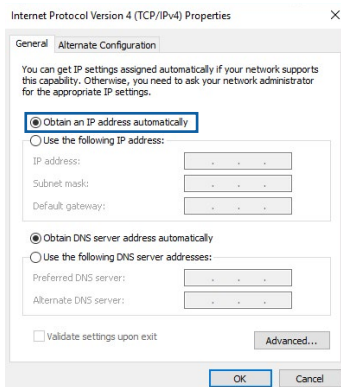 Internet Protocol Version 4 (TCP/IPv4) Properties
General
Alternate Configuration
You can get IP settings assigned automatically if your network supports
this capability. Otherwise, you need to ask your network administrator
for the appropriate IP settings.
Obtain an IP address automatically
Use the following IP address:
IP address:
Subnet mask:
Default gateway:
Obtain DNS server address automatically
Use the following DNS server addresses:
Preferred DNS server:
Alternate DNS server:
Validate settings upon exit
Advanced...
OK
Cancel